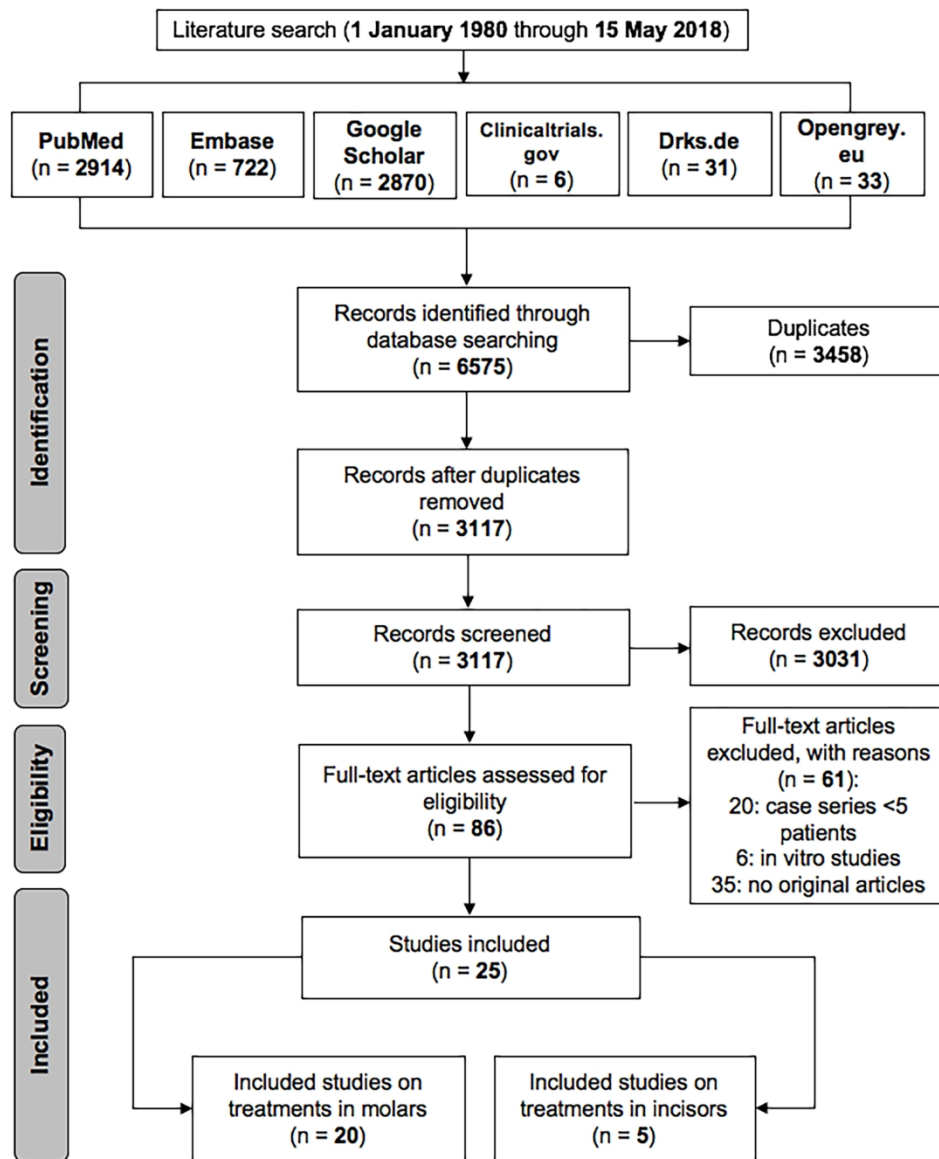 Literature search (1 January 1980 through 15 May 2018)
PubMed
(n = 2914)
Embase
(n = 722)
Google
Scholar
(n = 2870)
Clinicaltrials.
gov
(n = 6)
Drks.de
(n = 31)
Opengrey.
eu
(n = 33)
Identification
Records identified through
database searching
(n = 6575)
Duplicates
(n = 3458)
Records after duplicates
removed
(n = 3117)
Screening
Records screened
(n = 3117)
Records excluded
(n = 3031)
Eligibility
Full-text articles assessed for
eligibility
(n = 86)
Full-text articles
excluded, with reasons
(n = 61):
20: case series <5
patients
6: in vitro studies
35: no original articles
Included
Studies included
(n = 25)
Included studies on
treatments in molars
(n = 20)
Included studies on
treatments in incisors
(n = 5)